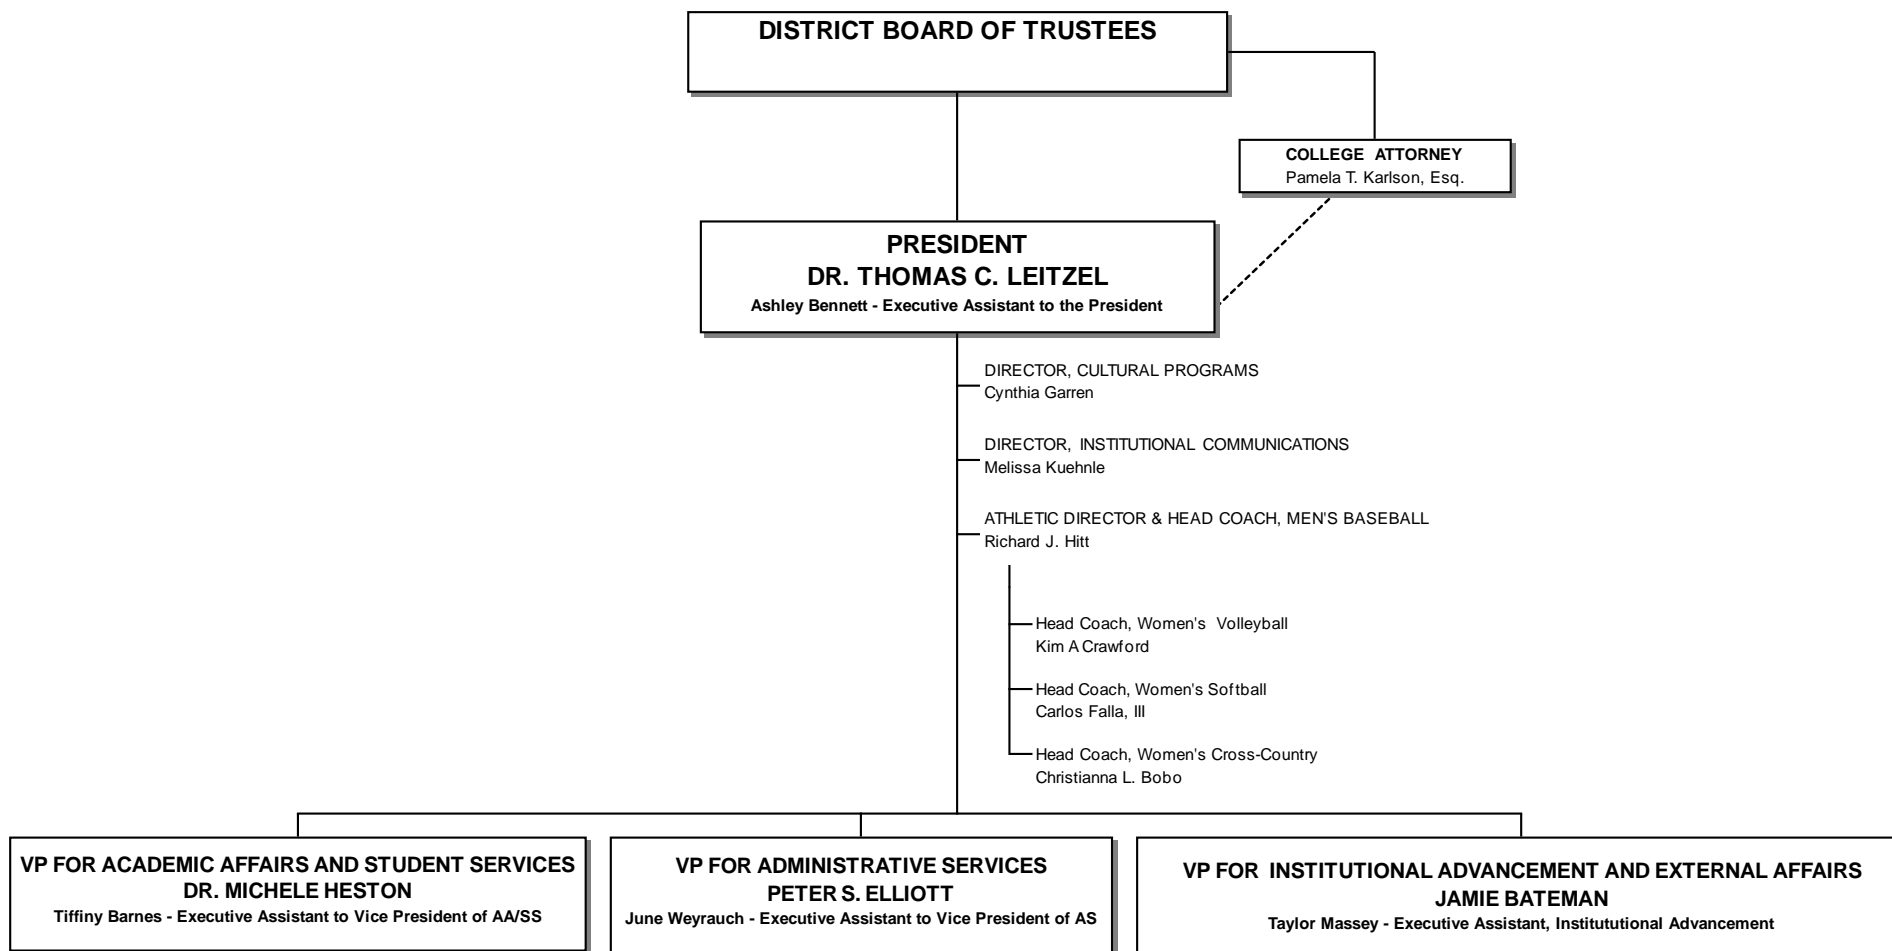 DISTRICT BOARD OF TRUSTEES
COLLEGE ATTORNEY
Pamela T. Karlson, Esq.
PRESIDENT
DR. THOMAS C. LEITZEL
Ashley Bennett - Executive Assistant to the President
DIRECTOR, CULTURAL PROGRAMS
Cynthia Garren
DIRECTOR, INSTITUTIONAL COMMUNICATIONS
Melissa Kuehnle
ATHLETIC DIRECTOR & HEAD COACH, MEN'S BASEBALL
Richard J. Hitt
Head Coach, Women's Volleyball
Kim A Crawford
Head Coach, Women's Softball
Carlos Falla, III
Head Coach, Women's Cross-Country
Christianna L. Bobo
VP FOR ACADEMIC AFFAIRS AND STUDENT SERVICES
DR. MICHELE HESTON
Tiffiny Barnes - Executive Assistant to Vice President of AA/SS
VP FOR ADMINISTRATIVE SERVICES
PETER S. ELLIOTT
June Weyrauch - Executive Assistant to Vice President of AS
VP FOR INSTITUTIONAL ADVANCEMENT AND EXTERNAL AFFAIRS
JAMIE BATEMAN
Taylor Massey - Executive Assistant, Institutional Advancement